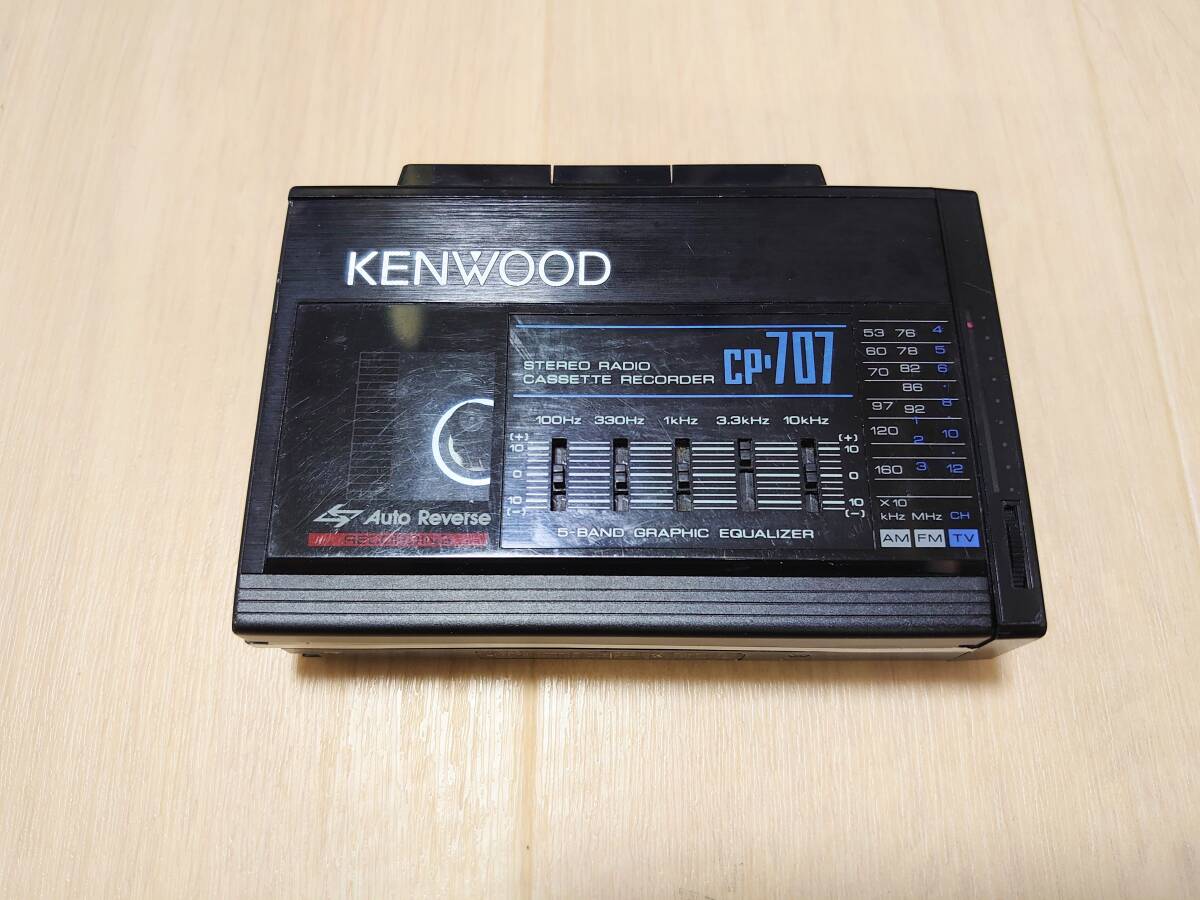 KENWOOD
STEREO RADIO
CASSETTE RECORDER CP·707
100Hz 330Hz 1kHz 3.3kHz 10kHz
(+) (+)
10 10
0 0
10 10
(-) (-)
5-BAND GRAPHIC EQUALIZER
Auto Reverse
53 76 4
60 78 5
70 82 6
86 ·
97 92 8
1
120 2 10
·
160 3 12
X10
kHz MHz CH
AM FM TV